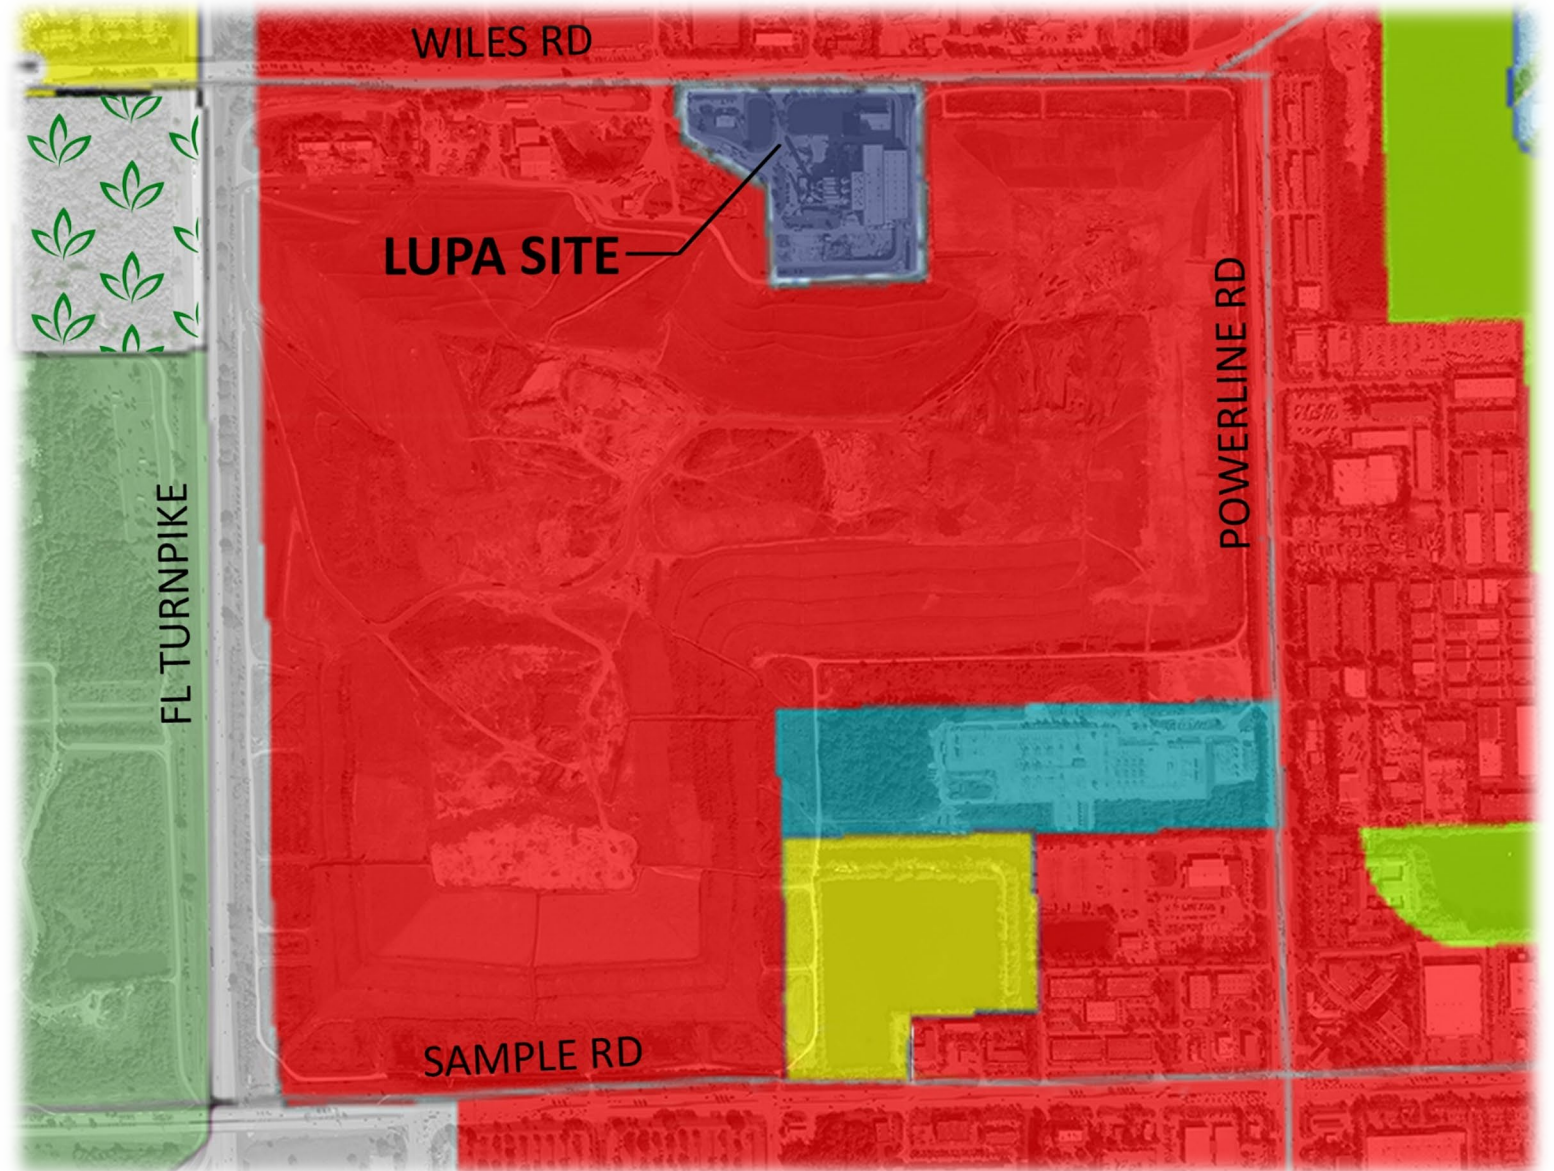 WILES RD
LUPA SITE
POWERLINE RD
FL TURNPIKE
SAMPLE RD